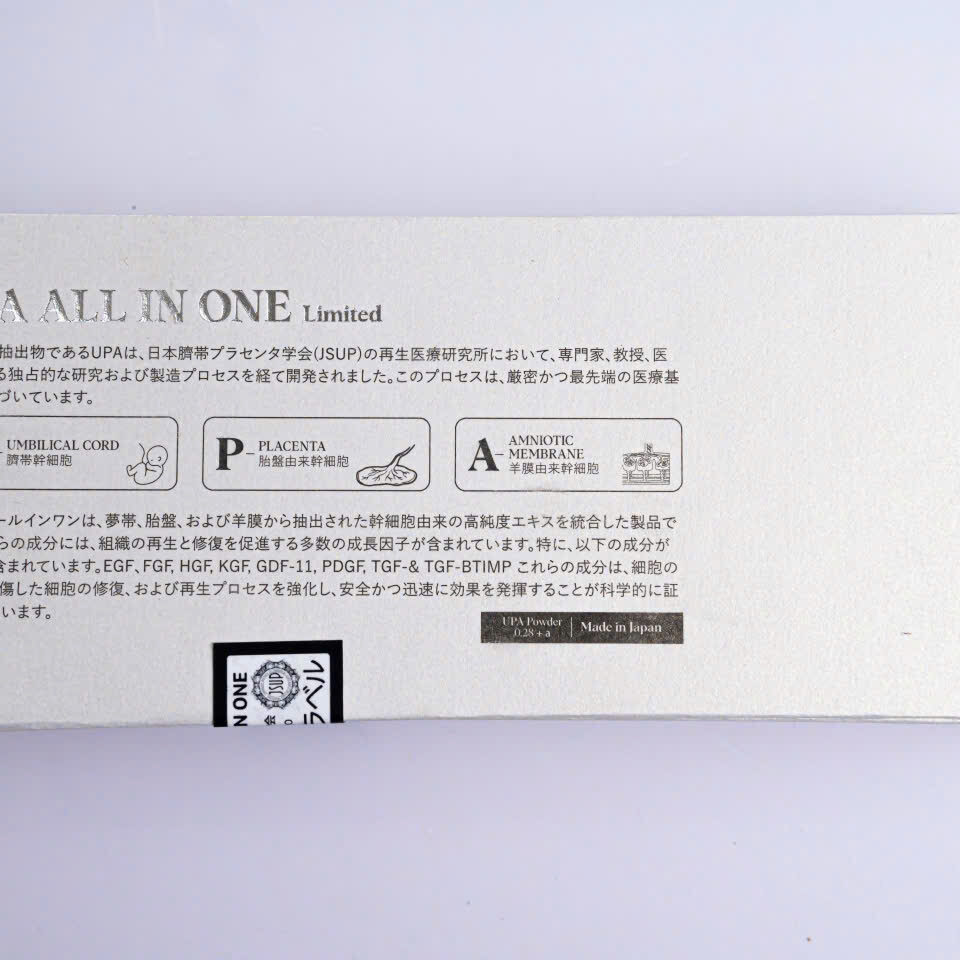 A ALL IN ONE Limited
抽出物であるUPAは、日本臍帯プラセンタ学会(JSUP)の再生医療研究所において、専門家、教授、医
る独占的な研究および製造プロセスを経て開発されました。このプロセスは、厳密かつ最先端の医療基
づいています。
UMBILICAL CORD
臍帯幹細胞
P- PLACENTA
胎盤由来幹細胞
A- AMNIOTIC
MEMBRANE
羊膜由来幹細胞
ールインワンは、夢帯、胎盤、および羊膜から抽出された幹細胞由来の高純度エキスを統合した製品で
らの成分には、組織の再生と修復を促進する多数の成長因子が含まれています。特に、以下の成分が
含まれています。EGF, FGF, HGF, KGF, GDF-11, PDGF, TGF-& TGF-BTIMP これらの成分は、細胞の
傷した細胞の修復、および再生プロセスを強化し、安全かつ迅速に効果を発揮することが科学的に証
います。
UPA Powder
0.28 + a
Made in Japan
N ONE
JSUP
会
ラベル